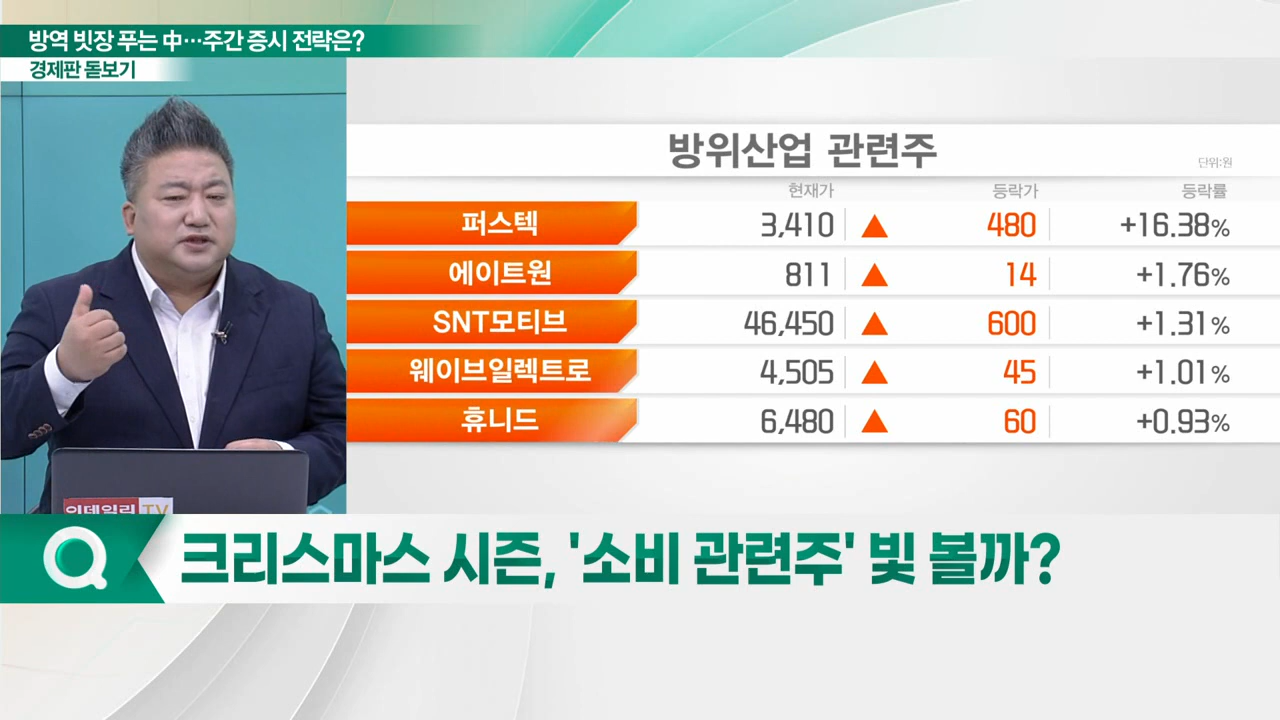 방역 빗장 푸는 中…주간 증시 전략은?
경제판 돋보기
방위산업 관련주
단위:원
현재가 등락가 등락률
퍼스텍 3,410 ▲ 480 +16.38%
에이트원 811 ▲ 14 +1.76%
SNT모티브 46,450 ▲ 600 +1.31%
웨이브일렉트로 4,505 ▲ 45 +1.01%
휴니드 6,480 ▲ 60 +0.93%
이데일리 TV
Q 크리스마스 시즌, '소비 관련주' 빛 볼까?